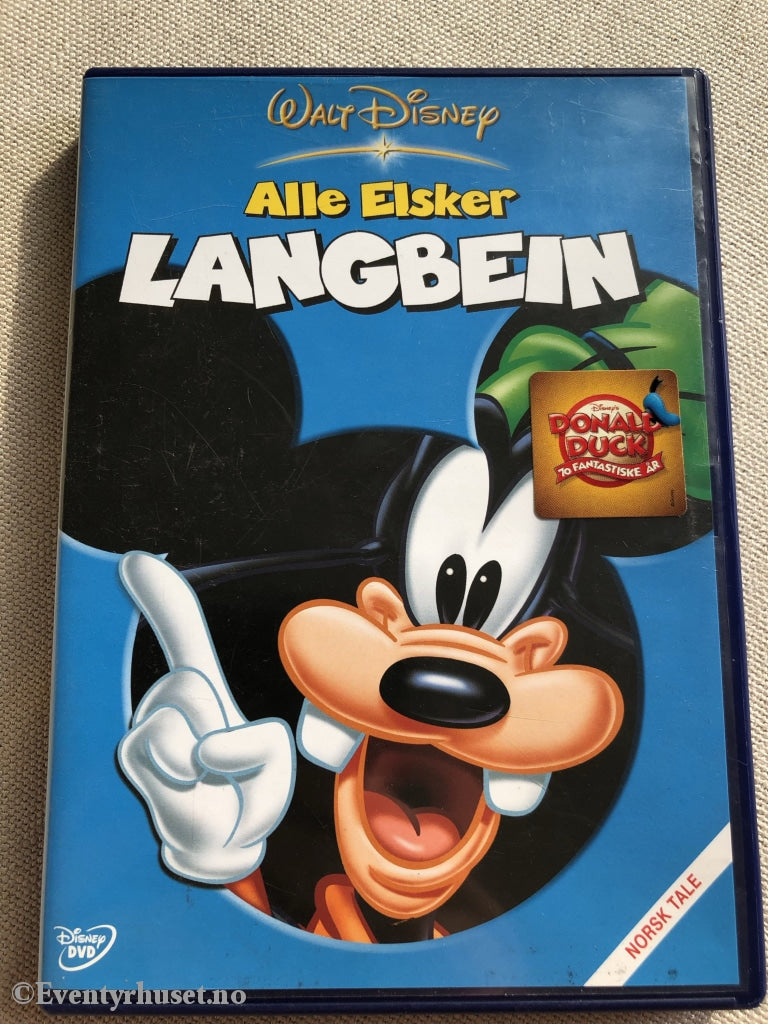 WALT DISNEY
Alle Elsker
LANGBEIN
Disney's
DONALD
DUCK
70 FANTASTISKE ÅR
NORSK TALE
Disney
DVD
©Eventyrhuset.no